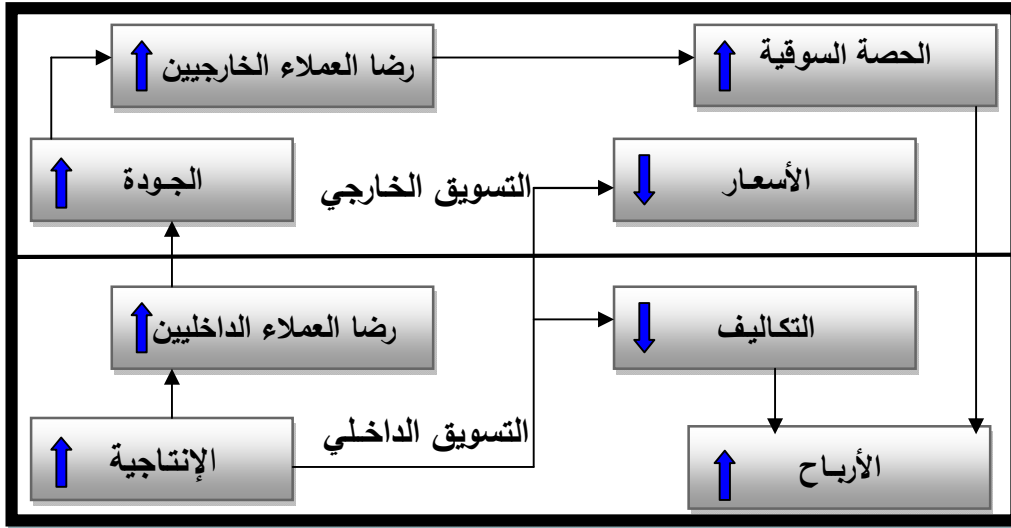 الحصة السوقية
رضا العملاء الخارجيين
الأسعار
التسويق الخارجي
الجودة
التكاليف
رضا العملاء الداخليين
الأرباح
التسويق الداخلي
الإنتاجية